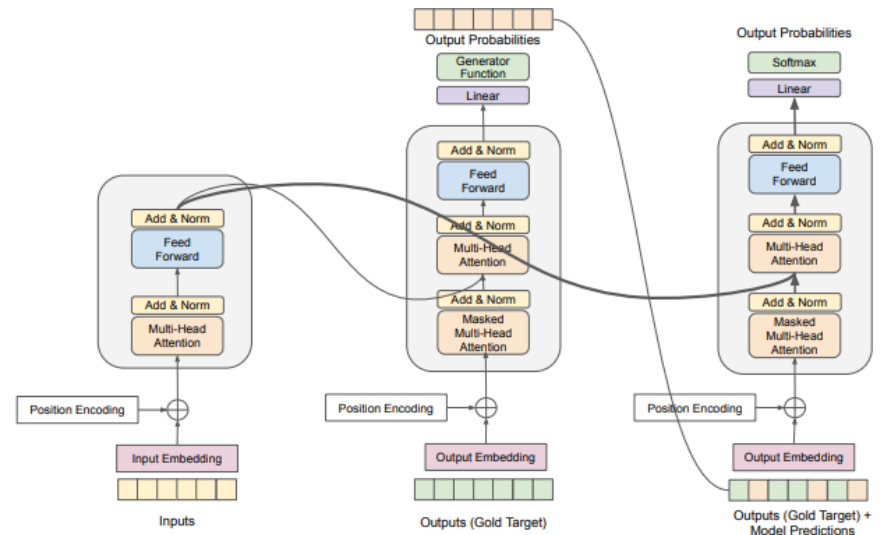 Output Probabilities
Generator
Function
Linear
Add & Norm
Feed
Forward
Add & Norm
Multi-Head
Attention
Add & Norm
Masked
Multi-Head
Attention
Position Encoding
Output Embedding
Outputs (Gold Target)
Add & Norm
Feed
Forward
Add & Norm
Multi-Head
Attention
Position Encoding
Input Embedding
Inputs
Output Probabilities
Softmax
Linear
Add & Norm
Feed
Forward
Add & Norm
Multi-Head
Attention
Add & Norm
Masked
Multi-Head
Attention
Position Encoding
Output Embedding
Outputs (Gold Target) +
Model Predictions